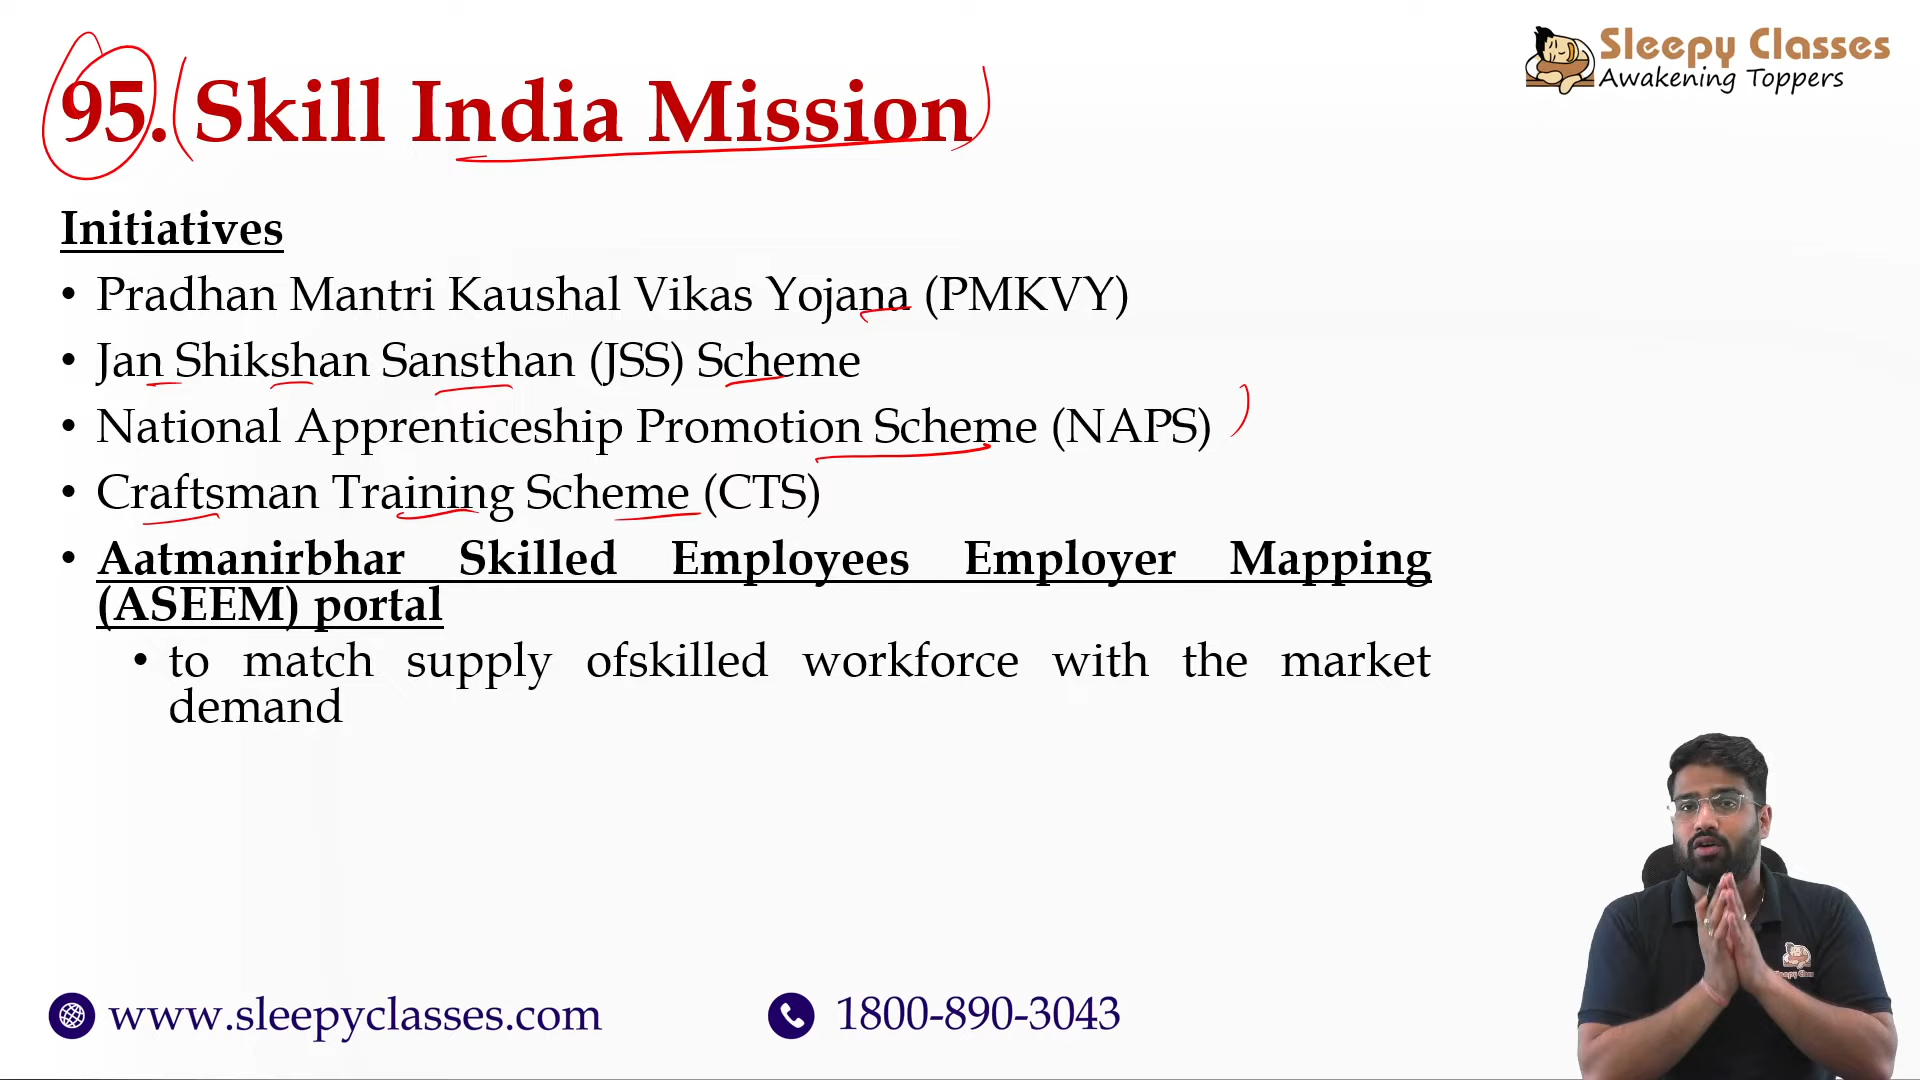 Sleepy Classes
Awakening Toppers
95. Skill India Mission
Initiatives
• Pradhan Mantri Kaushal Vikas Yojana (PMKVY)
• Jan Shikshan Sansthan (JSS) Scheme
• National Apprenticeship Promotion Scheme (NAPS)
• Craftsman Training Scheme (CTS)
• Aatmanirbhar Skilled Employees Employer Mapping
(ASEEM) portal
• to match supply ofskilled workforce with the market
demand
Sleepy Clas
www.sleepyclasses.com
1800-890-3043